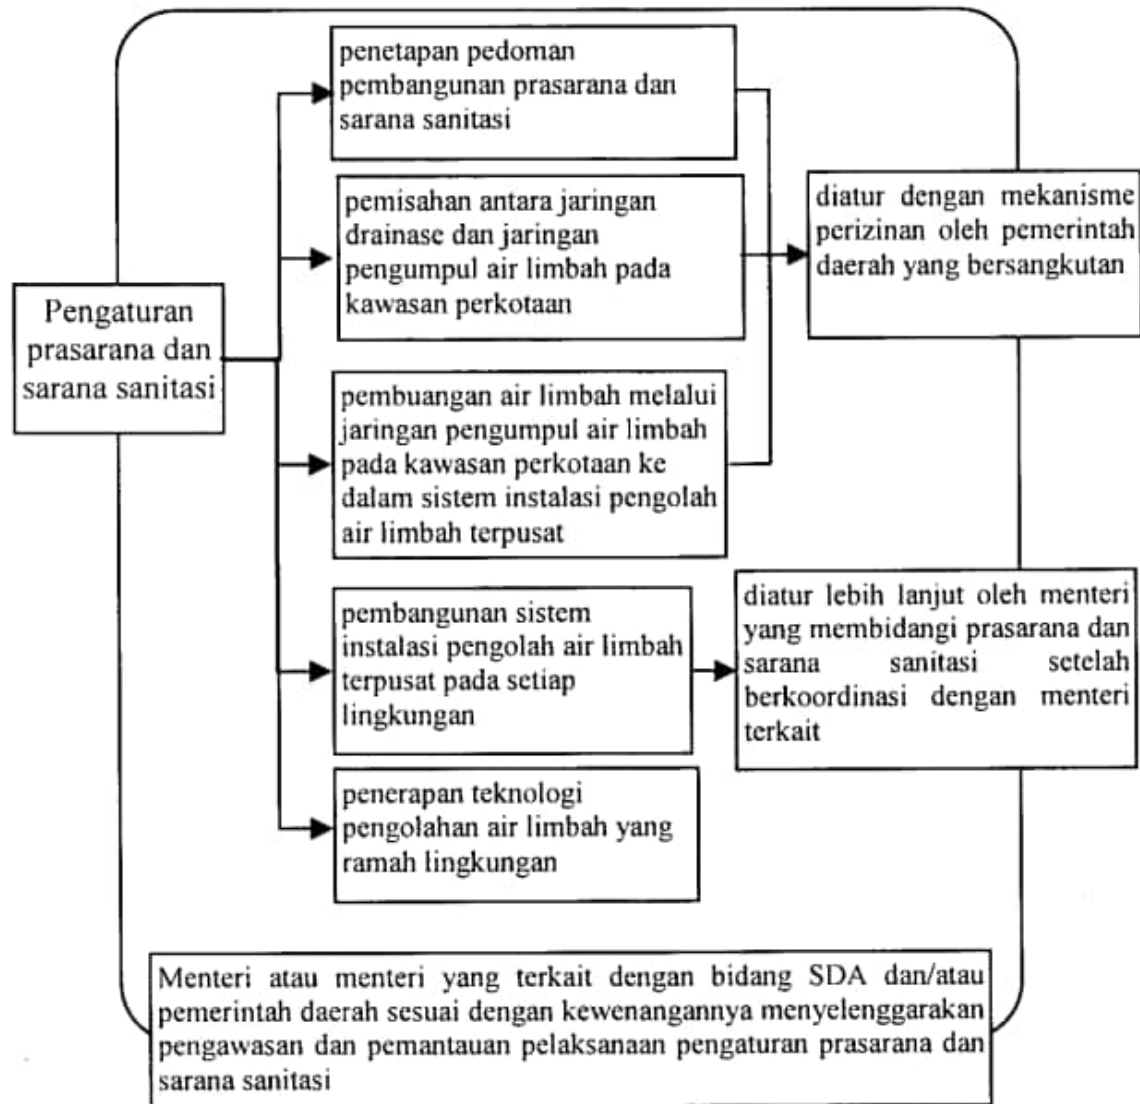 penetapan pedoman
pembangunan prasarana dan
sarana sanitasi
pemisahan antara jaringan
drainase dan jaringan
pengumpul air limbah pada
kawasan perkotaan
diatur dengan mekanisme
perizinan oleh pemerintah
daerah yang bersangkutan
Pengaturan
prasarana dan
sarana sanitasi
pembuangan air limbah melalui
jaringan pengumpul air limbah
pada kawasan perkotaan ke
dalam sistem instalasi pengolah
air limbah terpusat
pembangunan sistem
instalasi pengolah air limbah
terpusat pada setiap
lingkungan
diatur lebih lanjut oleh menteri
yang membidangi prasarana dan
sarana sanitasi setelah
berkoordinasi dengan menteri
terkait
penerapan teknologi
pengolahan air limbah yang
ramah lingkungan
Menteri atau menteri yang terkait dengan bidang SDA dan/atau
pemerintah daerah sesuai dengan kewenangannya menyelenggarakan
pengawasan dan pemantauan pelaksanaan pengaturan prasarana dan
sarana sanitasi